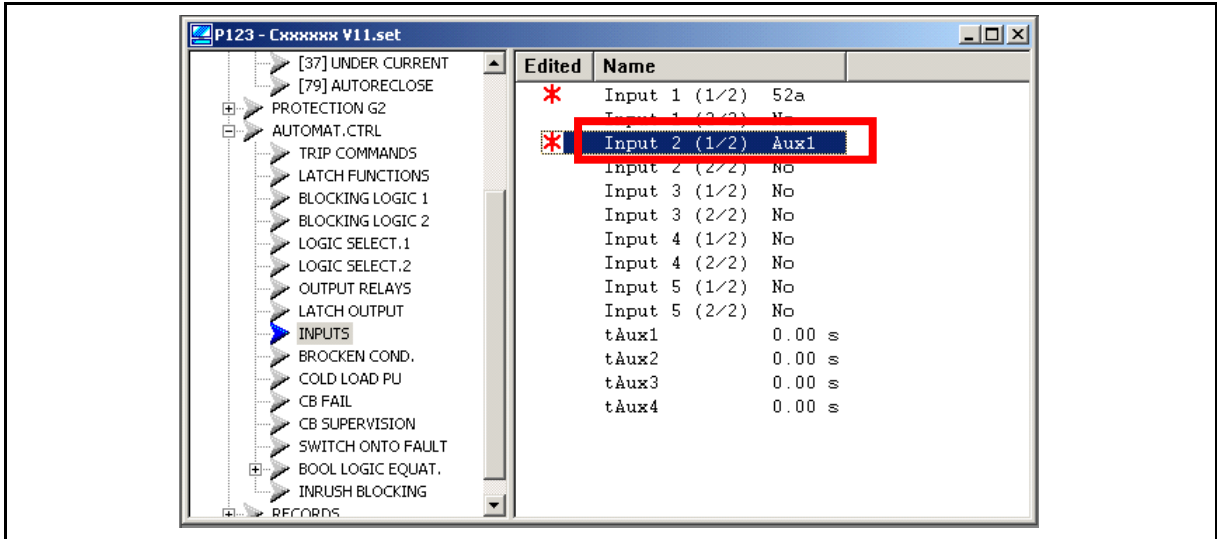 P123 - Cxxxxxx V11.set
[37] UNDER CURRENT
[79] AUTORECLOSE
PROTECTION G2
AUTOMAT.CTRL
TRIP COMMANDS
LATCH FUNCTIONS
BLOCKING LOGIC 1
BLOCKING LOGIC 2
LOGIC SELECT.1
LOGIC SELECT.2
OUTPUT RELAYS
LATCH OUTPUT
INPUTS
BROCKEN COND.
COLD LOAD PU
CB FAIL
CB SUPERVISION
SWITCH ONTO FAULT
BOOL LOGIC EQUAT.
INRUSH BLOCKING
RECORDS
Edited Name
Input 1 (1/2) 52a
Input 1 (2/2) No
Input 2 (1/2) Aux1
Input 2 (2/2) No
Input 3 (1/2) No
Input 3 (2/2) No
Input 4 (1/2) No
Input 4 (2/2) No
Input 5 (1/2) No
Input 5 (2/2) No
tAux1 0.00 s
tAux2 0.00 s
tAux3 0.00 s
tAux4 0.00 s